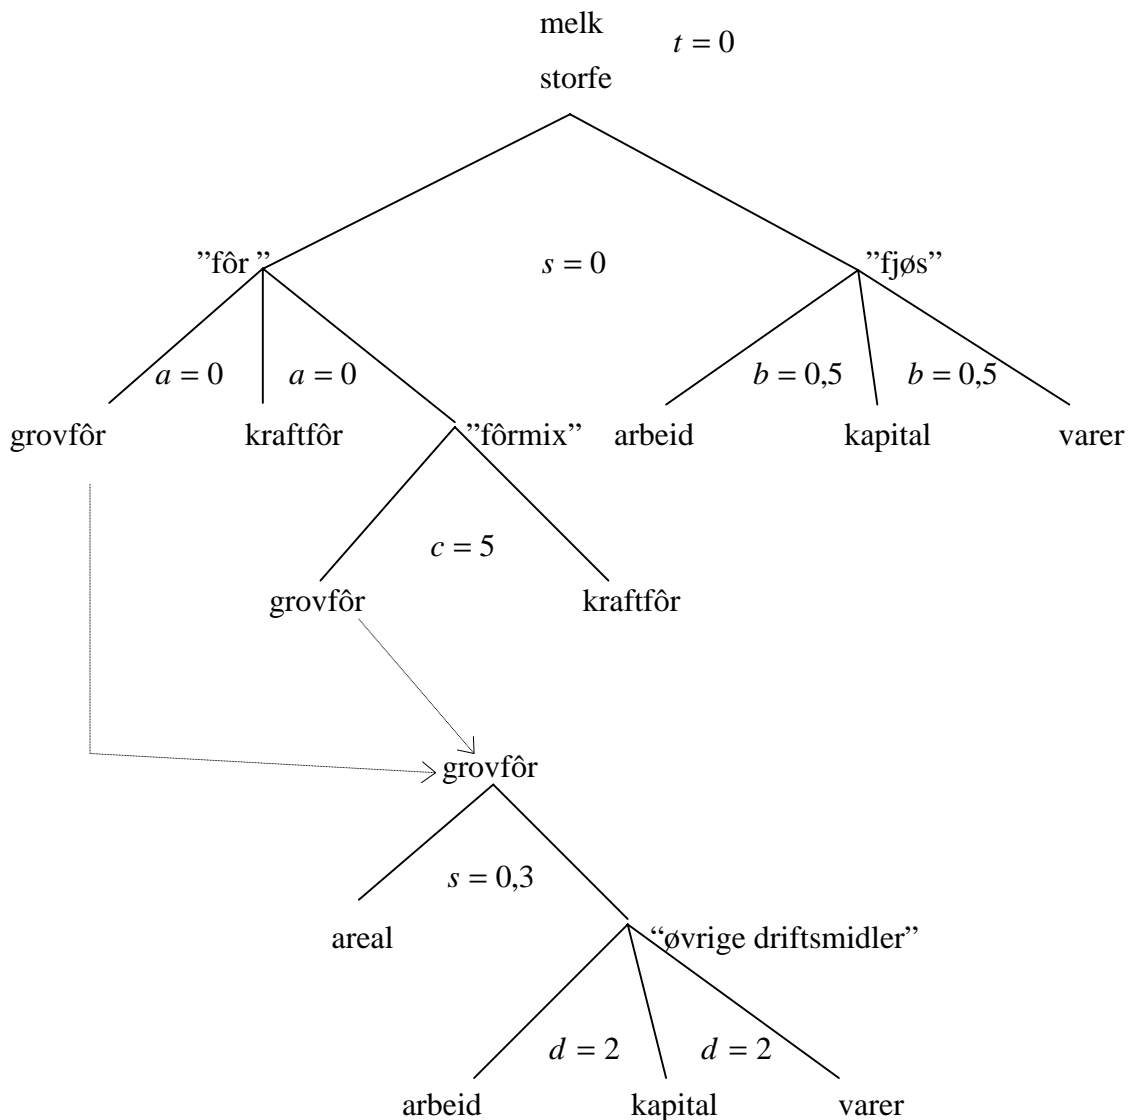 melk
t = 0
storfe
”fôr ” s = 0 ”fjøs”
a = 0 a = 0 b = 0,5 b = 0,5
grovfôr kraftfôr ”fôrmix” arbeid kapital varer
c = 5
grovfôr kraftfôr
grovfôr
s = 0,3
areal “øvrige driftsmidler”
d = 2 d = 2
arbeid kapital varer